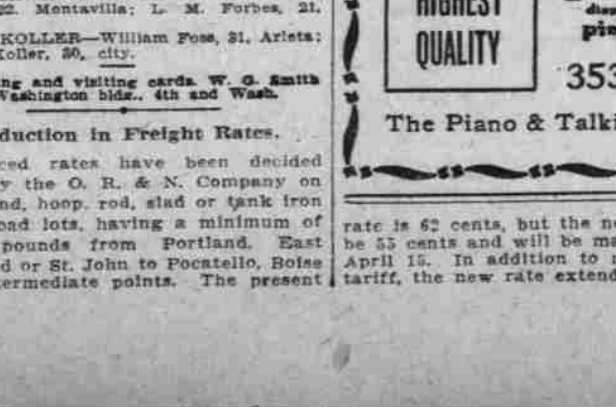 22. Montavilla; L. M. Forbes, 21,
KOLLER—William Foss, 31, Arleta;
Koller, 30, city.
ng and visiting cards. W. G. Smith
Washington bldg., 4th and Wash.
duction in Freight Rates.
ced rates have been decided
y the O. R. & N. Company on
nd, hoop, rod, slad or tank iron
oad lots, having a minimum of
pounds from Portland, East
d or St. John to Pocatello, Boise
termediate points. The present
HIGHEST
QUALITY
353
The Piano & Talki
rate is 62 cents, but the ne
be 55 cents and will be ma
April 15. In addition to
tariff, the new rate extend